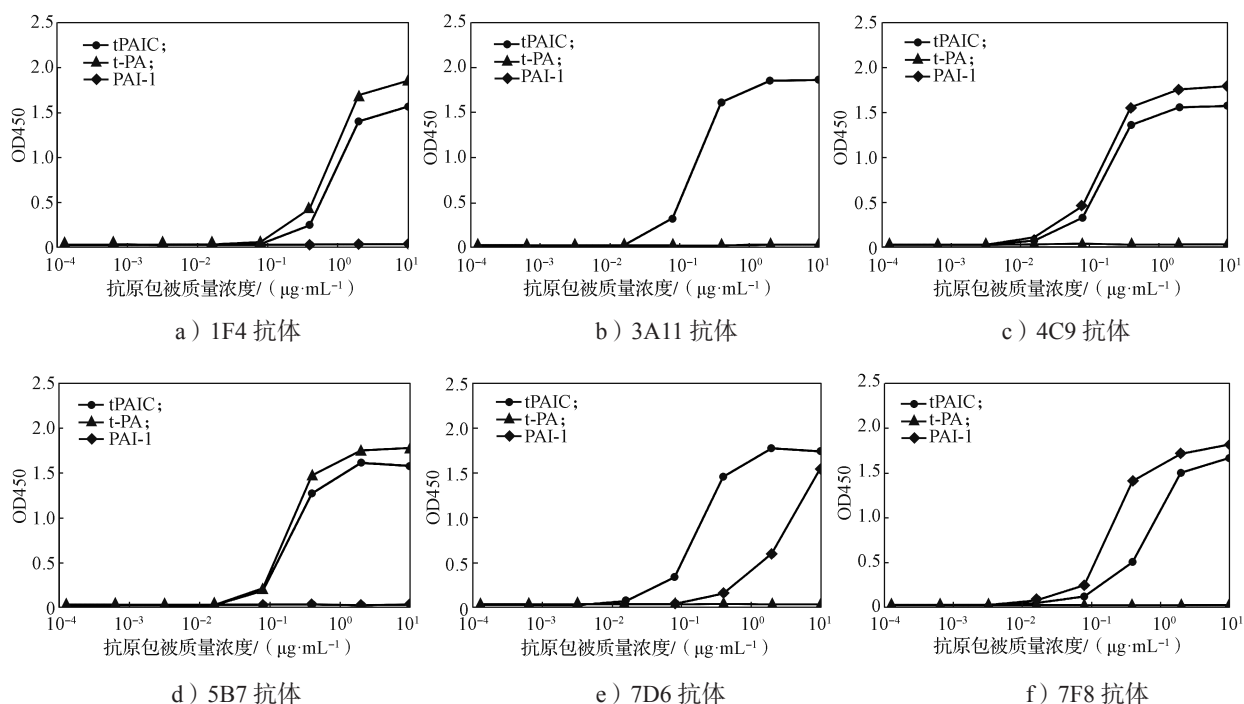 2.5
tPAIC；
t-PA；
PAI-1
2.0
1.5
1.0
0.5
0
OD450
10⁻⁴ 10⁻³ 10⁻² 10⁻¹ 10⁰ 10¹
抗原包被质量浓度/（μg·mL⁻¹）
a）1F4 抗体
2.5
tPAIC；
t-PA；
PAI-1
2.0
1.5
1.0
0.5
0
OD450
10⁻⁴ 10⁻³ 10⁻² 10⁻¹ 10⁰ 10¹
抗原包被质量浓度/（μg·mL⁻¹）
b）3A11 抗体
2.5
tPAIC；
t-PA；
PAI-1
2.0
1.5
1.0
0.5
0
OD450
10⁻⁴ 10⁻³ 10⁻² 10⁻¹ 10⁰ 10¹
抗原包被质量浓度/（μg·mL⁻¹）
c）4C9 抗体
2.5
tPAIC；
t-PA；
PAI-1
2.0
1.5
1.0
0.5
0
OD450
10⁻⁴ 10⁻³ 10⁻² 10⁻¹ 10⁰ 10¹
抗原包被质量浓度/（μg·mL⁻¹）
d）5B7 抗体
2.5
tPAIC；
t-PA；
PAI-1
2.0
1.5
1.0
0.5
0
OD450
10⁻⁴ 10⁻³ 10⁻² 10⁻¹ 10⁰ 10¹
抗原包被质量浓度/（μg·mL⁻¹）
e）7D6 抗体
2.5
tPAIC；
t-PA；
PAI-1
2.0
1.5
1.0
0.5
0
OD450
10⁻⁴ 10⁻³ 10⁻² 10⁻¹ 10⁰ 10¹
抗原包被质量浓度/（μg·mL⁻¹）
f）7F8 抗体